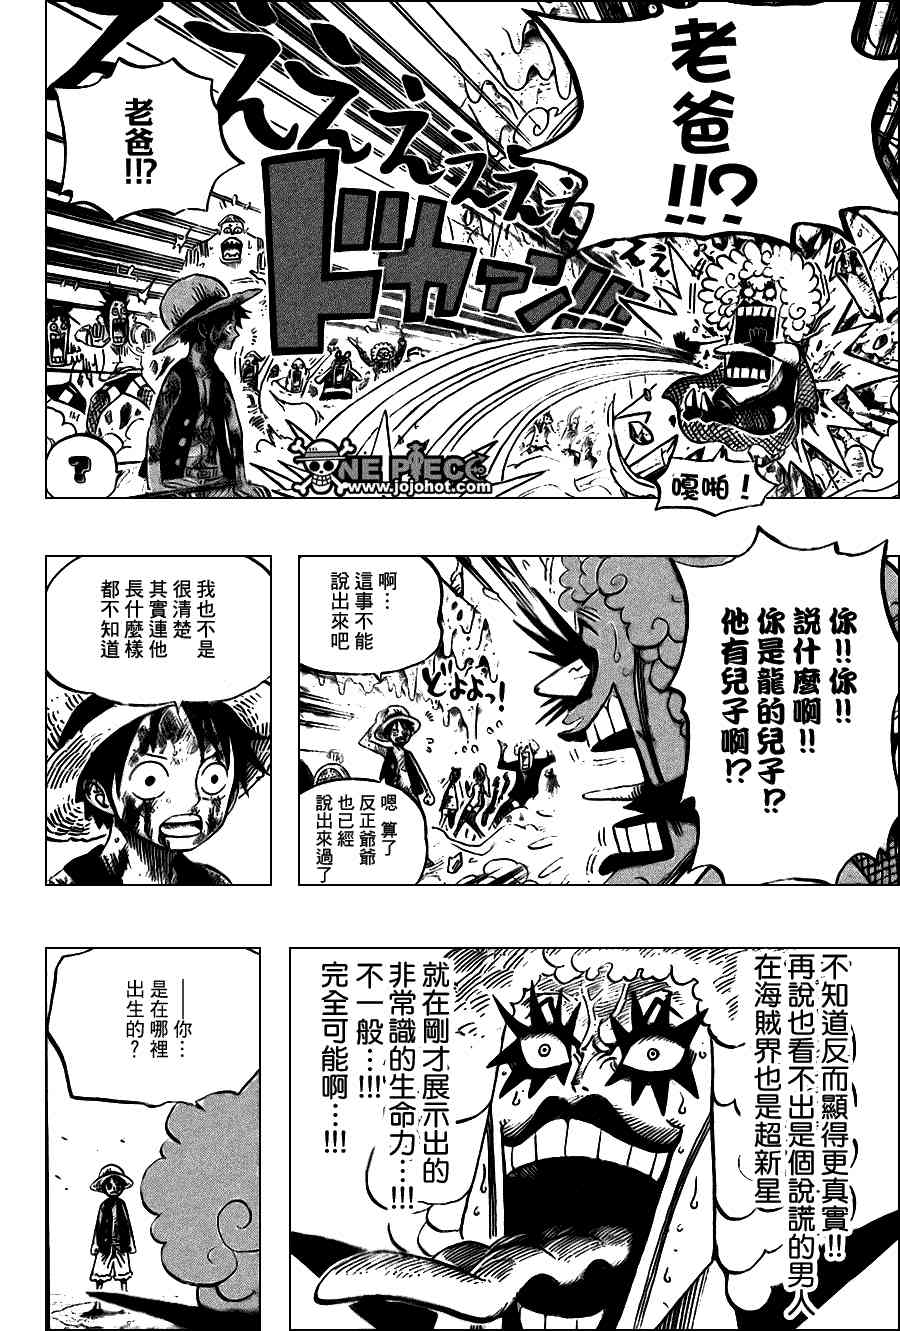 老爸!!?
ドカァン!!!
老爸!!?
?
嘎啪！
ONE PIECE
www.jojohot.com
你!!你!!
說什麼啊!!
你是龍的兒子!?
他有兒子啊!?
啊…
這事不能
說出來吧
どよよっ!
嗯 算了
反正爺爺
也已經
說出來過了
我也不是
很清楚
其實連他
長什麼樣
都不知道
不知道反而顯得更真實!!
再說也看不出是個說謊的男人
在海賊界也是超新星
就在剛才展示出的
非常識的生命力…!!!
不一般…!!!
完全可能啊…!!!
──你…
是在哪裡
出生的?